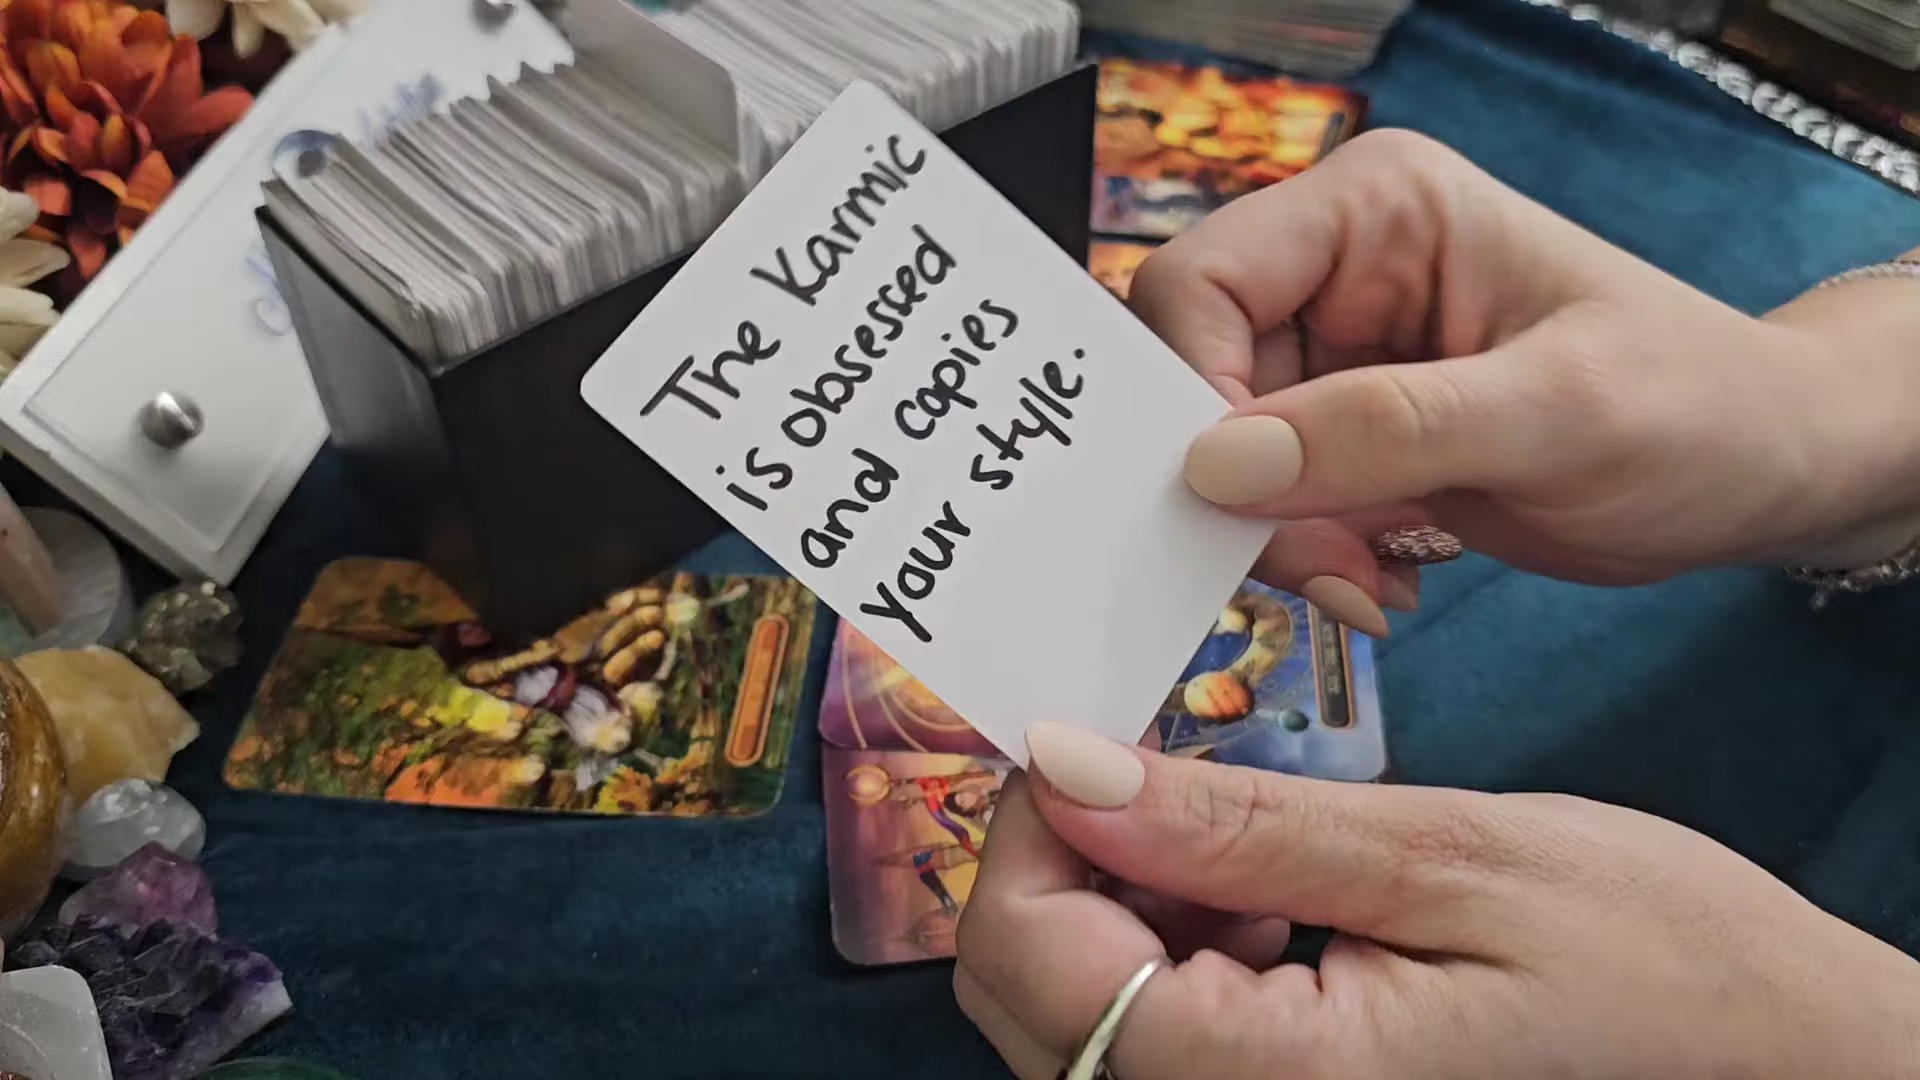 The Karmic
is obsessed
and copies
your style.